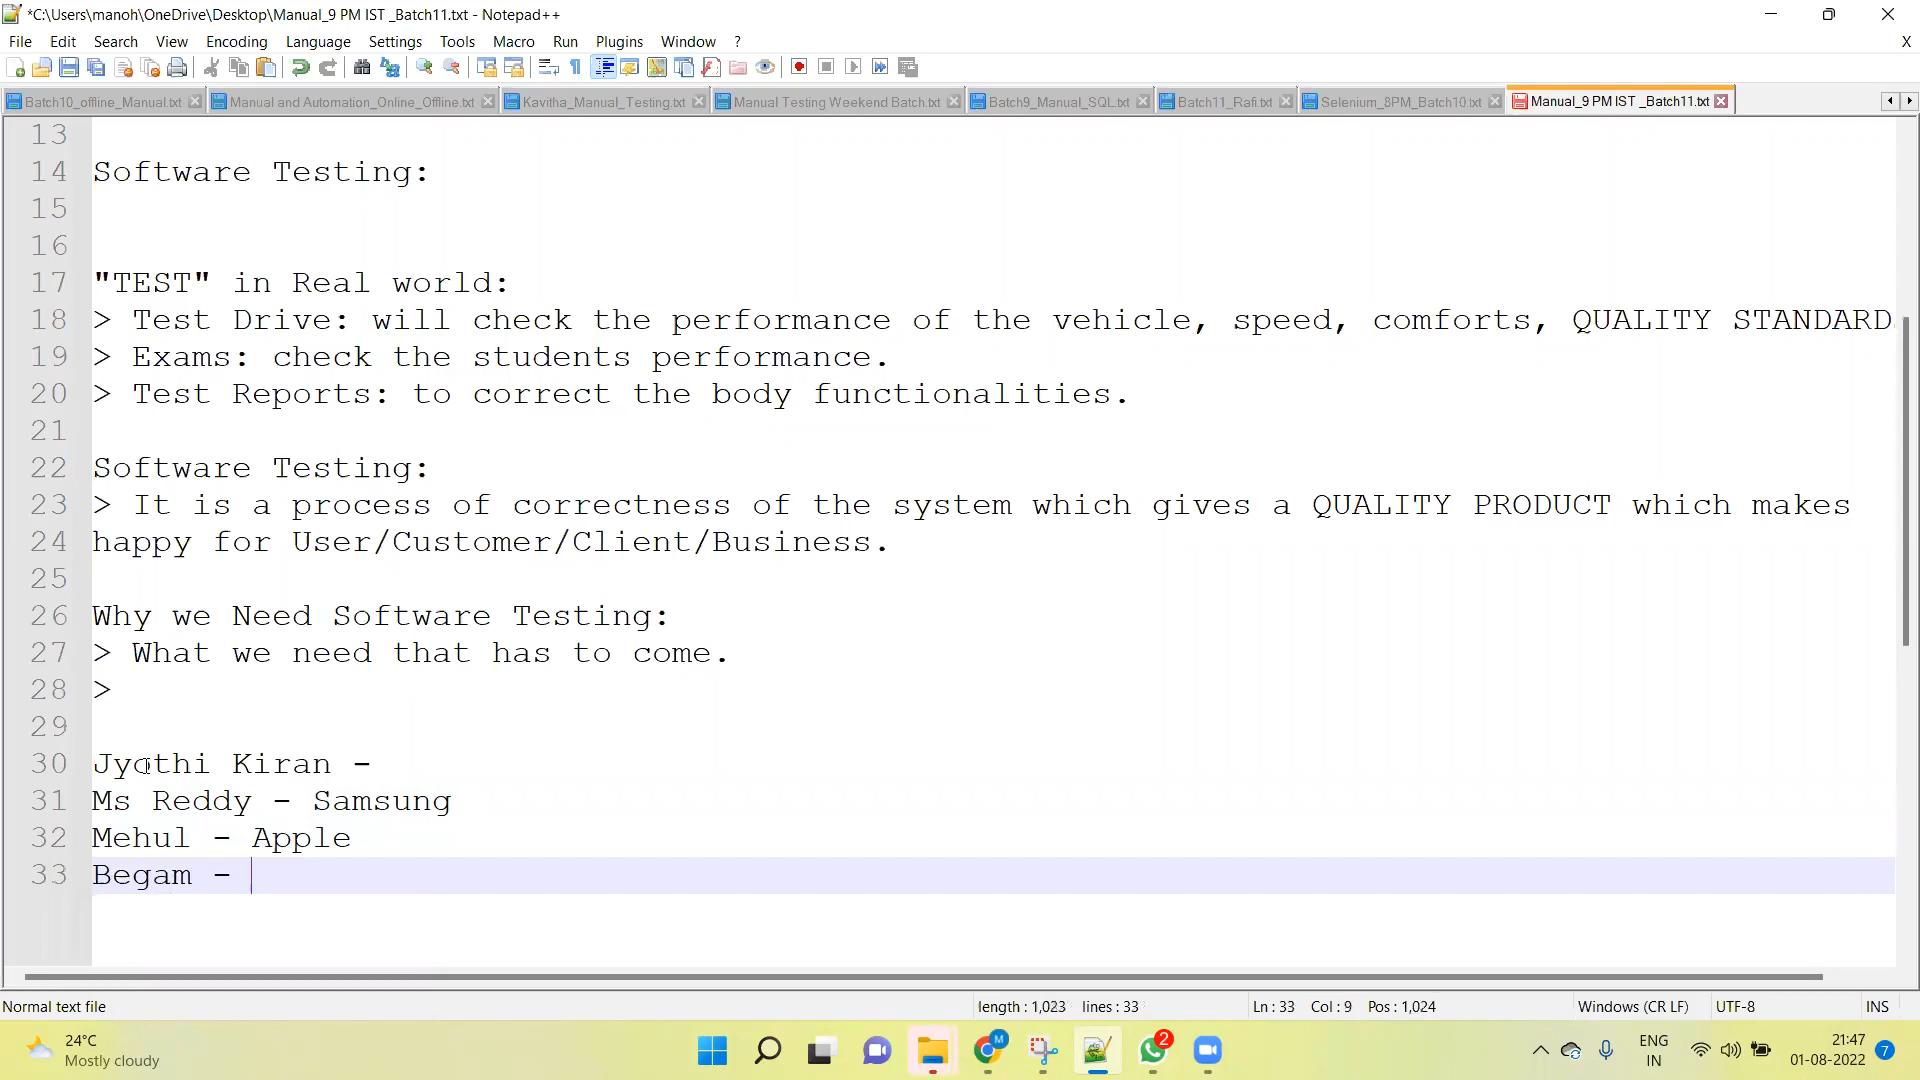 *C:\Users\manoh\OneDrive\Desktop\Manual_9 PM IST _Batch11.txt - Notepad++
File Edit Search View Encoding Language Settings Tools Macro Run Plugins Window ? X
Batch10_offline_Manual.txt Manual and Automation_Online_Offline.txt Kavitha_Manual_Testing.txt Manual Testing Weekend Batch.txt Batch9_Manual_SQL.txt Batch11_Rafi.txt Selenium_8PM_Batch10.txt Manual_9 PM IST _Batch11.txt
13
14 Software Testing:
15
16
17 "TEST" in Real world:
18 > Test Drive: will check the performance of the vehicle, speed, comforts, QUALITY STANDARD
19 > Exams: check the students performance.
20 > Test Reports: to correct the body functionalities.
21
22 Software Testing:
23 > It is a process of correctness of the system which gives a QUALITY PRODUCT which makes
24 happy for User/Customer/Client/Business.
25
26 Why we Need Software Testing:
27 > What we need that has to come.
28 >
29
30 Jyothi Kiran -
31 Ms Reddy - Samsung
32 Mehul - Apple
33 Begam -
Normal text file length : 1,023 lines : 33 Ln : 33 Col : 9 Pos : 1,024 Windows (CR LF) UTF-8 INS
24°C
Mostly cloudy
M
2
ENG
IN
21:47
01-08-2022
7